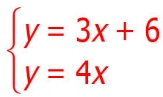 y = 3x + 6
y = 4x